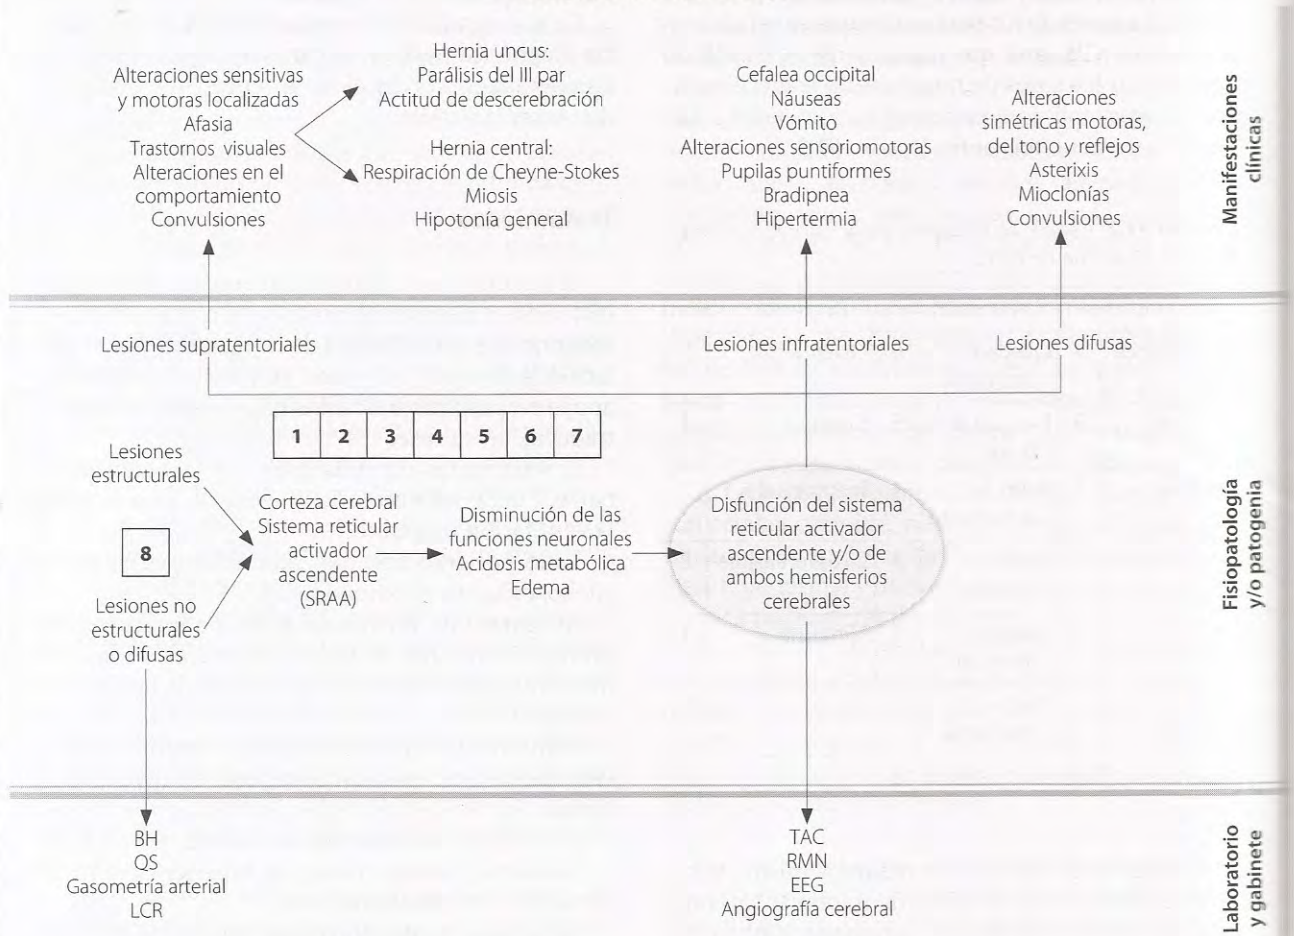 Alteraciones sensitivas
y motoras localizadas
Afasia
Trastornos visuales
Alteraciones en el
comportamiento
Convulsiones
Hernia uncus:
Parálisis del III par
Actitud de descerebración
Hernia central:
Respiración de Cheyne-Stokes
Miosis
Hipotonía general
Cefalea occipital
Náuseas
Vómito
Alteraciones sensoriomotoras
Pupilas puntiformes
Bradipnea
Hipertermia
Alteraciones
simétricas motoras,
del tono y reflejos
Asterixis
Mioclonías
Convulsiones
Manifestaciones
clínicas
Lesiones supratentoriales
Lesiones infratentoriales
Lesiones difusas
1 2 3 4 5 6 7
Lesiones
estructurales
8
Lesiones no
estructurales
o difusas
Corteza cerebral
Sistema reticular
activador
ascendente
(SRAA)
Disminución de las
funciones neuronales
Acidosis metabólica
Edema
Disfunción del sistema
reticular activador
ascendente y/o de
ambos hemisferios
cerebrales
Fisiopatología
y/o patogenia
BH
QS
Gasometría arterial
LCR
TAC
RMN
EEG
Angiografía cerebral
Laboratorio
y gabinete